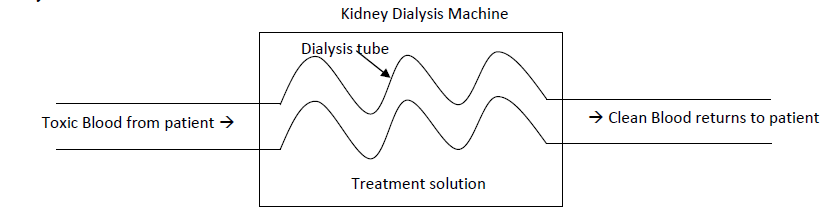 Kidney Dialysis Machine
Dialysis tube
Toxic Blood from patient →
→ Clean Blood returns to patient
Treatment solution